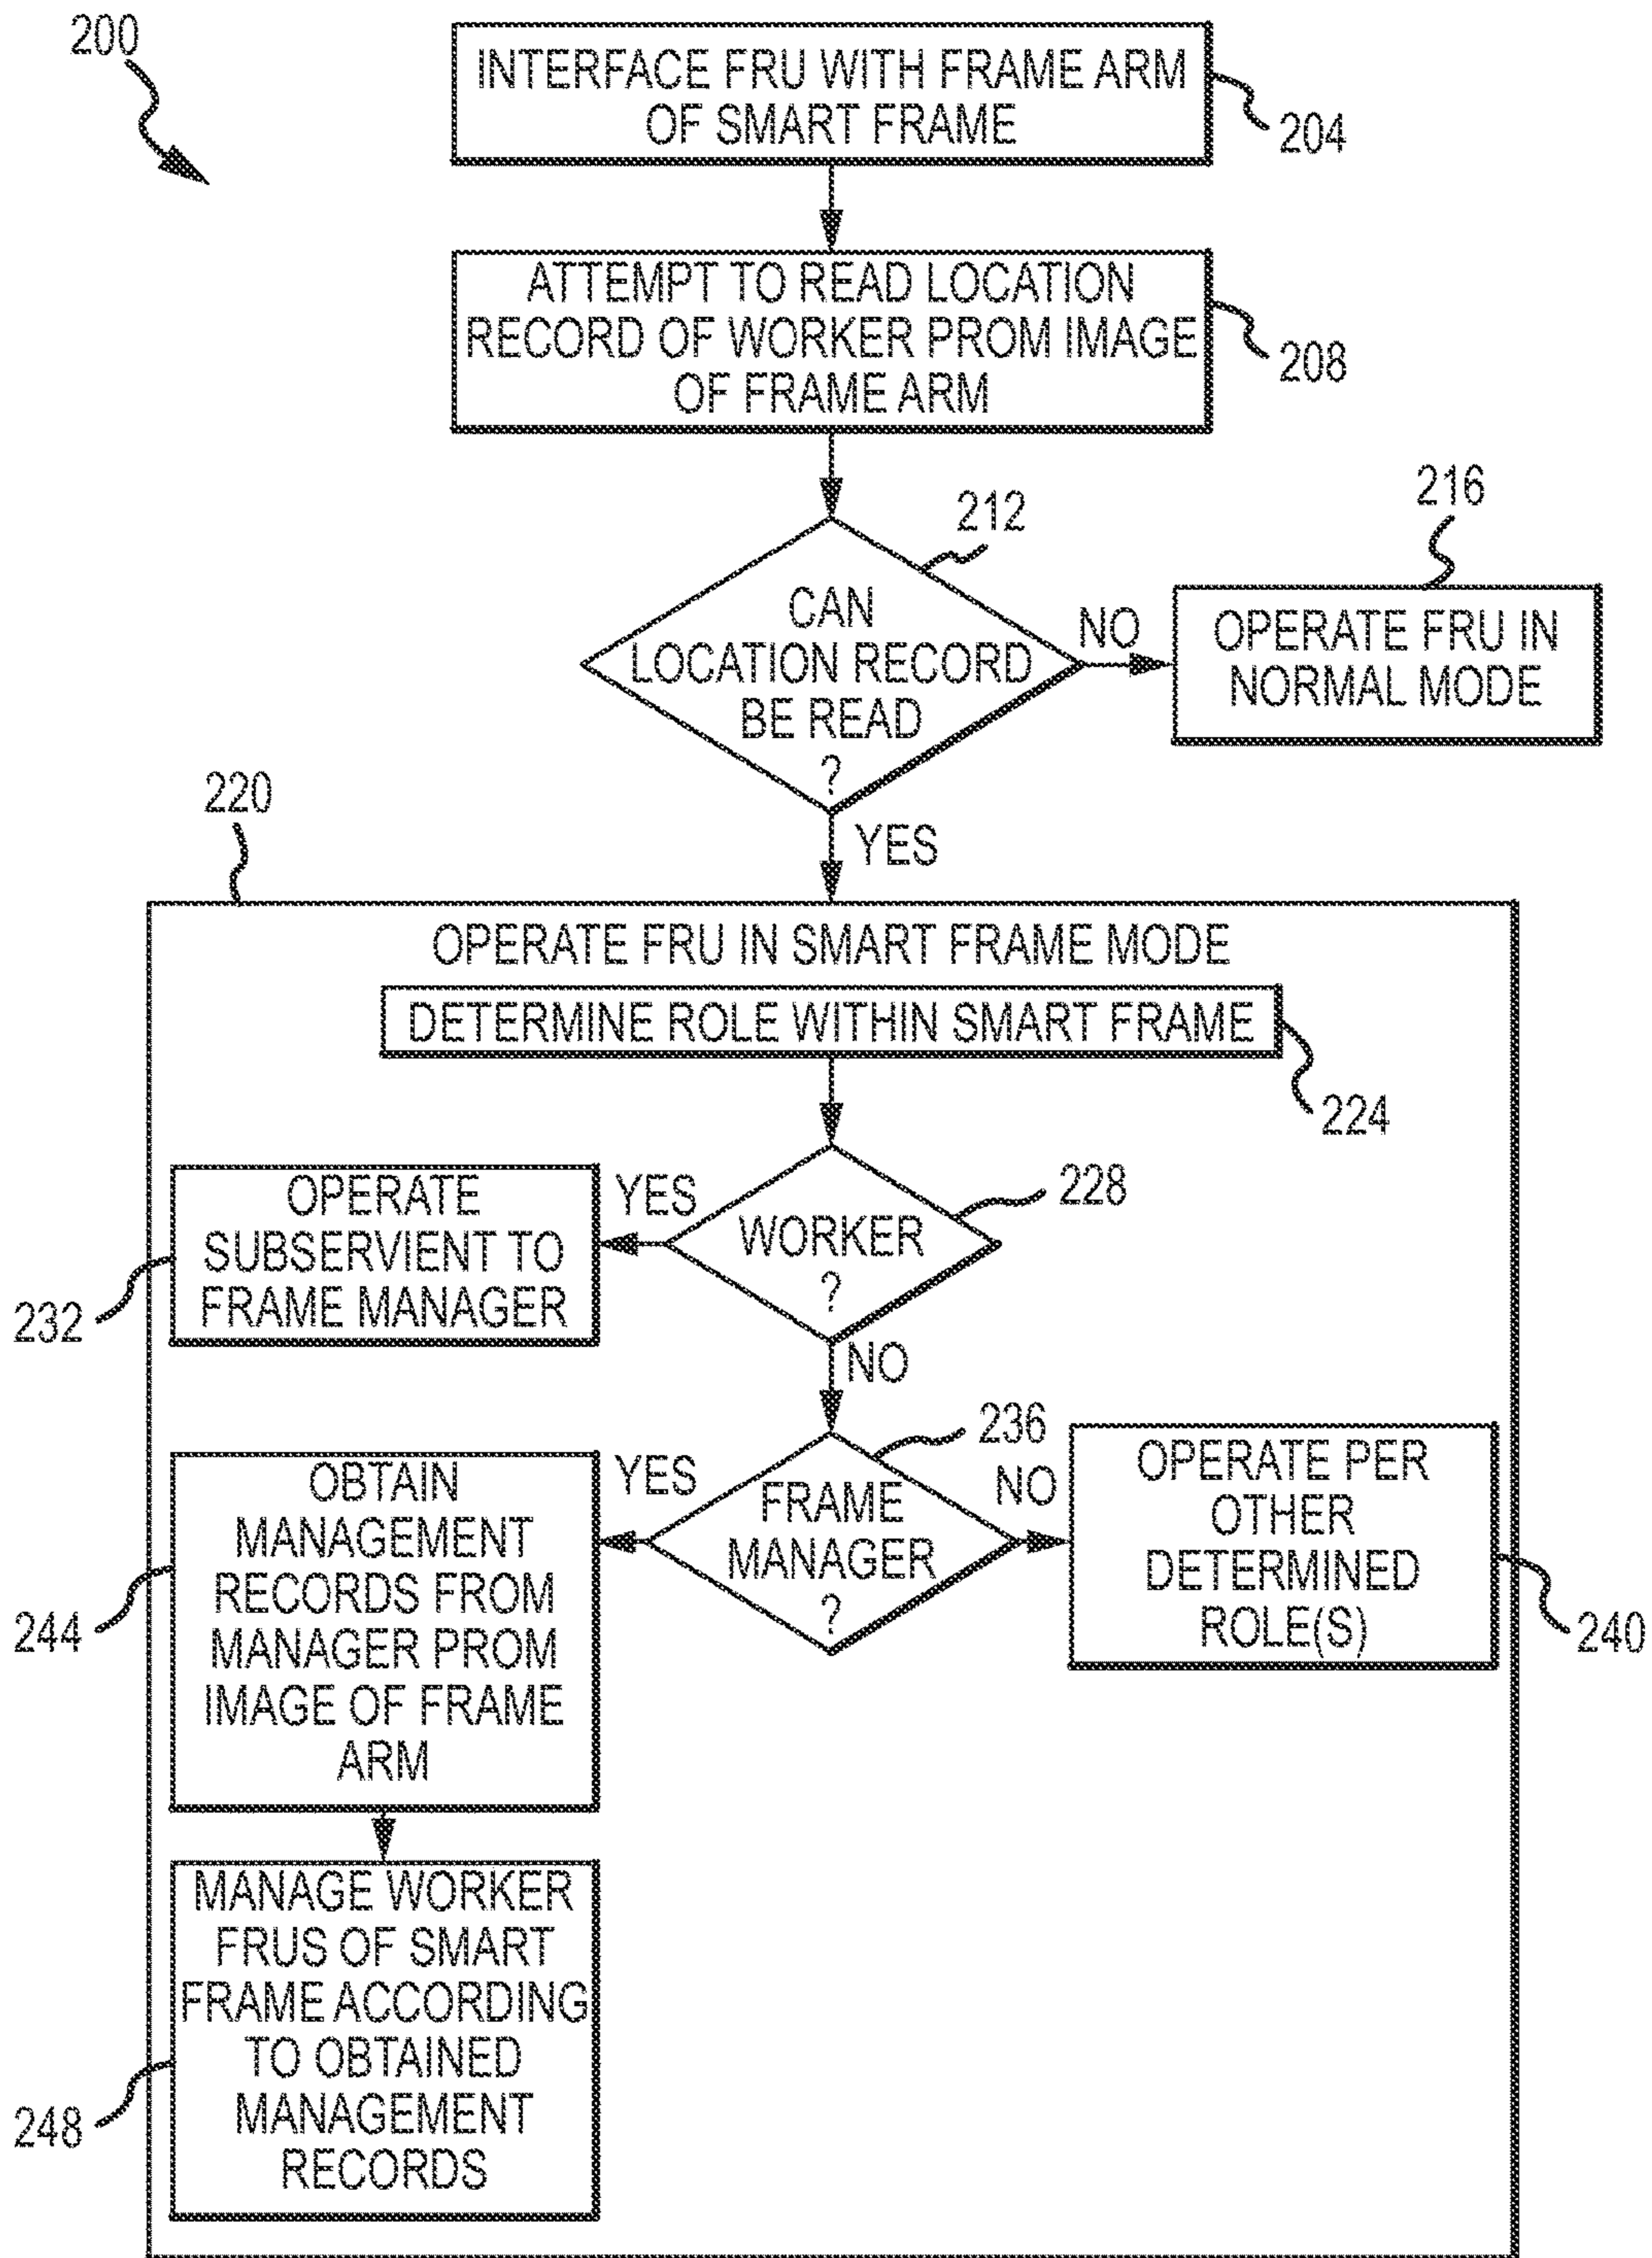 200
INTERFACE FRU WITH FRAME ARM
OF SMART FRAME
204
ATTEMPT TO READ LOCATION
RECORD OF WORKER PROM IMAGE
OF FRAME ARM
208
212
CAN
LOCATION RECORD
BE READ
?
NO
216
OPERATE FRU IN
NORMAL MODE
YES
220
OPERATE FRU IN SMART FRAME MODE
DETERMINE ROLE WITHIN SMART FRAME
224
WORKER
?
228
YES
OPERATE
SUBSERVIENT TO
FRAME MANAGER
232
NO
FRAME
MANAGER
?
236
NO
OPERATE PER
OTHER
DETERMINED
ROLE(S)
240
YES
OBTAIN
MANAGEMENT
RECORDS FROM
MANAGER PROM
IMAGE OF FRAME
ARM
244
MANAGE WORKER
FRUS OF SMART
FRAME ACCORDING
TO OBTAINED
MANAGEMENT
RECORDS
248